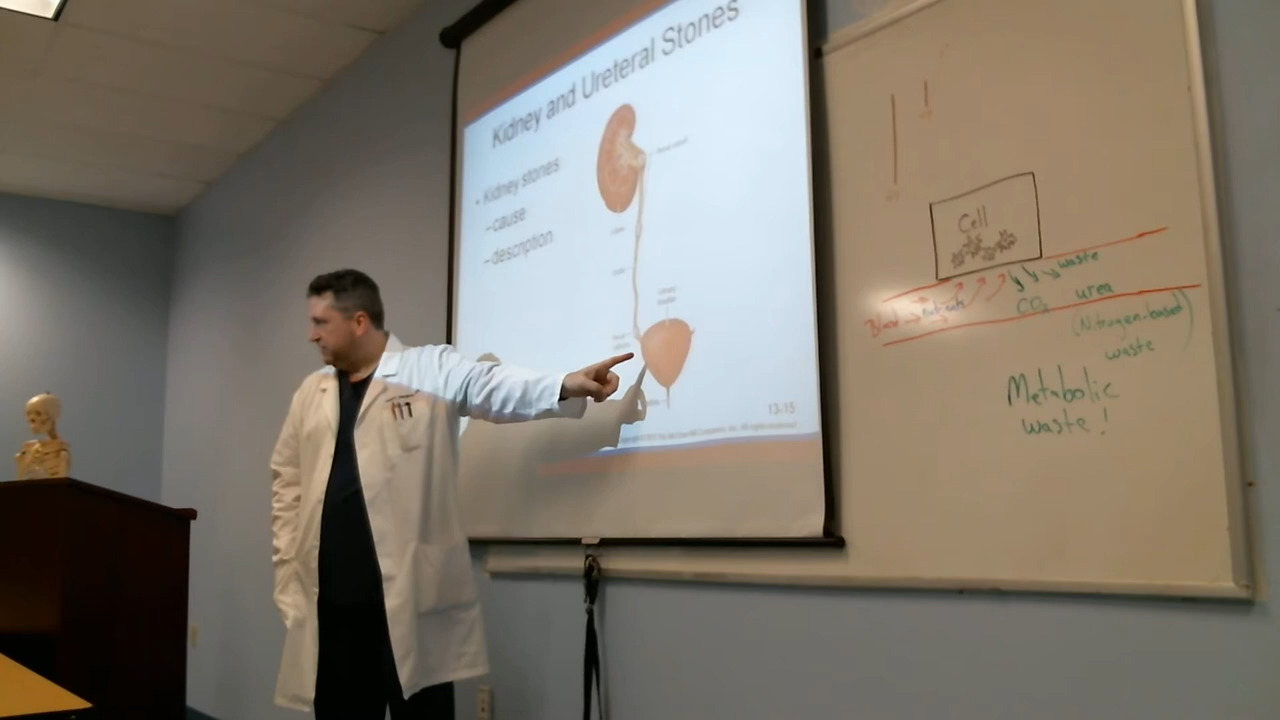 Kidney and Ureteral Stones
• Kidney stones
–cause
–description
13-15
Cell
waste
Blood
CO₂ urea
(Nitrogen-based)
waste
Metabolic
waste!